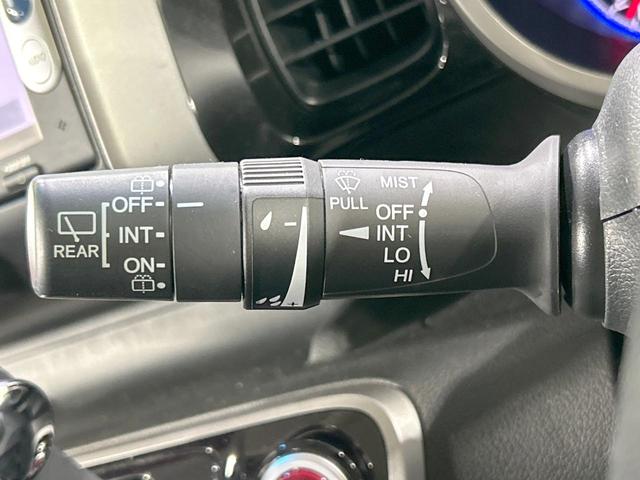 REAR
OFF
INT
ON
PULL
MIST
OFF
INT
LO
HI